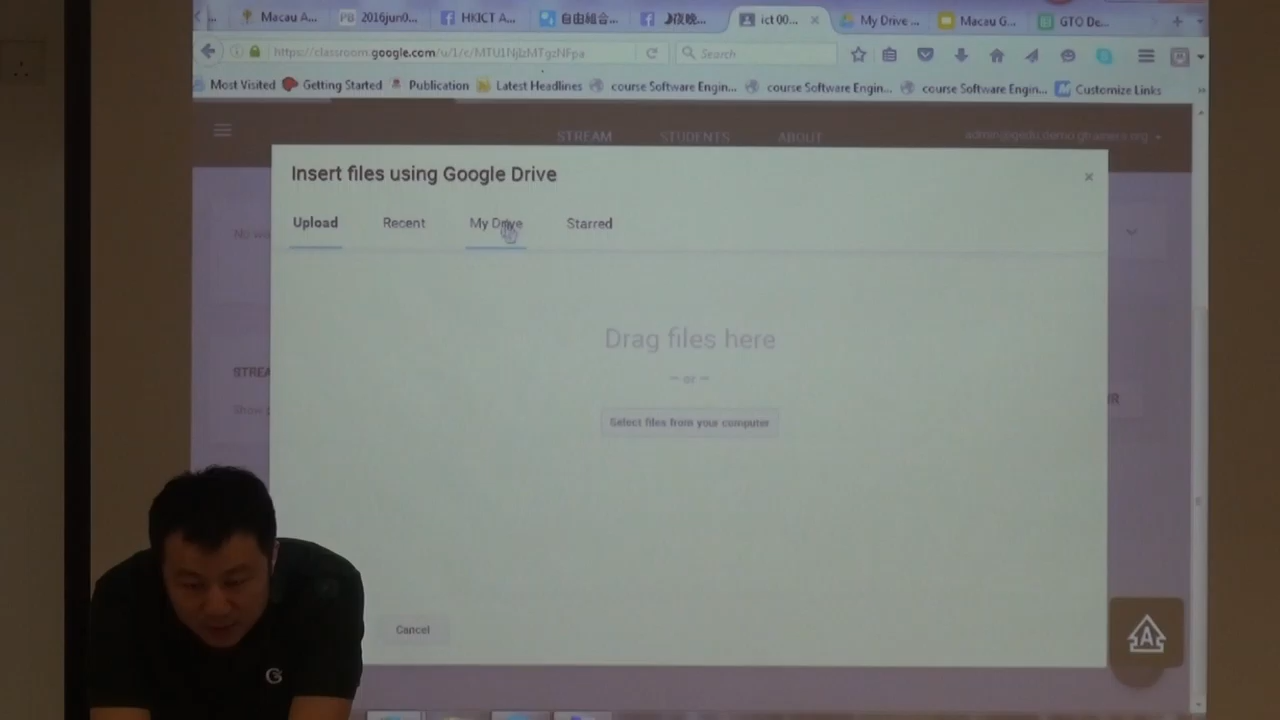 Macau A...
2016jun0...
HKICT A...
自由組合...
ict 00...
My Drive ...
Macau G...
GTO De...
Search
Most Visited
Getting Started
Publication
Latest Headlines
course Software Engin...
course Software Engin...
course Software Engin...
Customize Links
STREAM
STUDENTS
ABOUT
Insert files using Google Drive
Upload
Recent
My Drive
Starred
Drag files here
— or —
Select files from your computer
STREA
Cancel